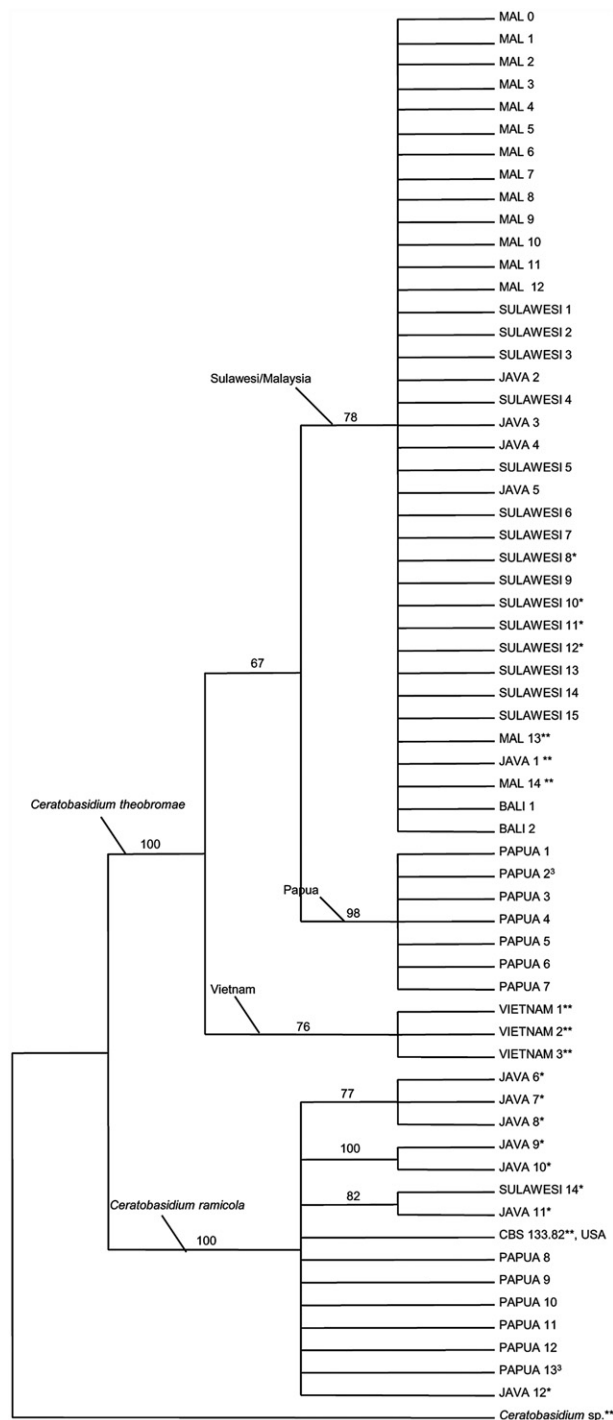 MAL 0
MAL 1
MAL 2
MAL 3
MAL 4
MAL 5
MAL 6
MAL 7
MAL 8
MAL 9
MAL 10
MAL 11
MAL 12
SULAWESI 1
SULAWESI 2
SULAWESI 3
Sulawesi/Malaysia
JAVA 2
SULAWESI 4
78
JAVA 3
JAVA 4
SULAWESI 5
JAVA 5
SULAWESI 6
SULAWESI 7
SULAWESI 8*
SULAWESI 9
SULAWESI 10*
SULAWESI 11*
SULAWESI 12*
67
SULAWESI 13
SULAWESI 14
SULAWESI 15
MAL 13**
JAVA 1 **
MAL 14 **
Ceratobasidium theobromae
BALI 1
BALI 2
100
PAPUA 1
PAPUA 2³
Papua
PAPUA 3
98
PAPUA 4
PAPUA 5
PAPUA 6
Vietnam
PAPUA 7
VIETNAM 1**
76
VIETNAM 2**
VIETNAM 3**
JAVA 6*
77
JAVA 7*
JAVA 8*
JAVA 9*
100
JAVA 10*
SULAWESI 14*
82
Ceratobasidium ramicola
JAVA 11*
CBS 133.82**, USA
100
PAPUA 8
PAPUA 9
PAPUA 10
PAPUA 11
PAPUA 12
PAPUA 13³
JAVA 12*
Ceratobasidium sp.**